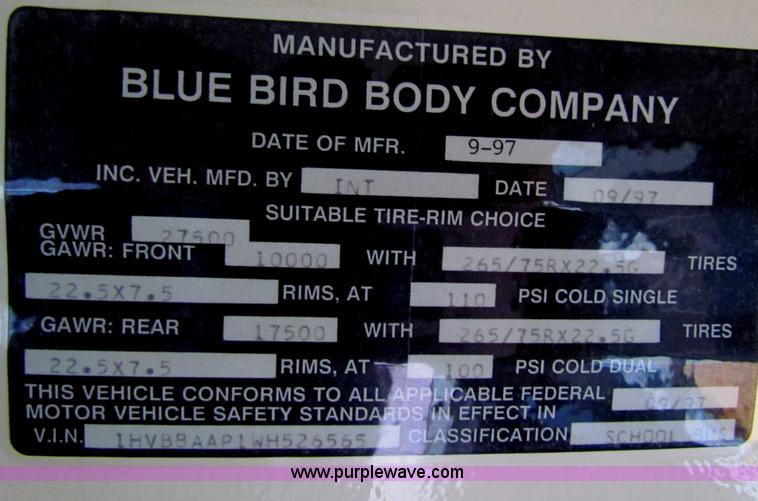 MANUFACTURED BY
BLUE BIRD BODY COMPANY
DATE OF MFR. 9-97
INC. VEH. MFD. BY INT DATE 09/97
SUITABLE TIRE-RIM CHOICE
GVWR 27500
GAWR: FRONT 10000 WITH 265/75RX22.5G TIRES
22.5X7.5 RIMS, AT 110 PSI COLD SINGLE
GAWR: REAR 17500 WITH 265/75RX22.5G TIRES
22.5X7.5 RIMS, AT 100 PSI COLD DUAL
THIS VEHICLE CONFORMS TO ALL APPLICABLE FEDERAL 09/97
MOTOR VEHICLE SAFETY STANDARDS IN EFFECT IN
V.I.N. 1HVBBAAP1WH526565 CLASSIFICATION SCHOOL BUS
www.purplewave.com